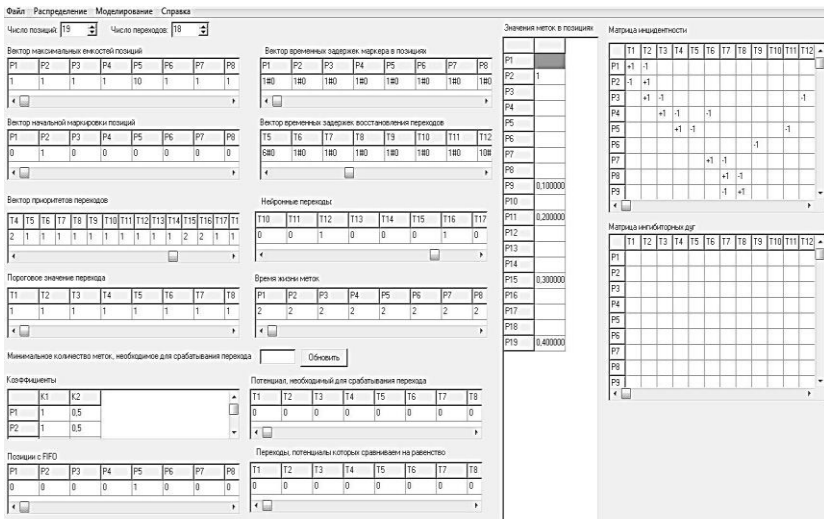 Файл Распределение Моделирование Справка
Число позиций: 19 Число переходов: 18
Вектор максимальных емкостей позиций
P1 P2 P3 P4 P5 P6 P7 P8
1 1 1 1 10 1 1 1
Вектор временных задержек маркера в позициях
P1 P2 P3 P4 P5 P6 P7 P8
1#0 1#0 1#0 1#0 1#0 1#0 1#0 1#0
Вектор начальной маркировки позиций
P1 P2 P3 P4 P5 P6 P7 P8
0 1 0 0 0 0 0 0
Вектор временных задержек восстановления переходов
T5 T6 T7 T8 T9 T10 T11 T12
6#0 1#0 1#0 1#0 1#0 1#0 1#0 10#
Вектор приоритетов переходов
T4 T5 T6 T7 T8 T9 T10 T11 T12 T13 T14 T15 T16 T17 T1
2 1 1 1 1 1 1 1 1 1 1 2 2 1 1
Нейронные переходы:
T10 T11 T12 T13 T14 T15 T16 T17
0 0 1 0 0 0 1 0
Пороговое значение перехода
T1 T2 T3 T4 T5 T6 T7 T8
1 1 1 1 1 1 1 1
Время жизни меток
P1 P2 P3 P4 P5 P6 P7 P8
2 2 2 2 2 2 2 2
Минимальное количество меток, необходимое для срабатывания перехода Обновить
Коэффициенты
K1 K2
P1 1 0,5
P2 1 0,5
Потенциал, необходимый для срабатывания перехода
T1 T2 T3 T4 T5 T6 T7 T8
0 0 0 0 0 0 0 0
Позиции с FIFO
P1 P2 P3 P4 P5 P6 P7 P8
0 0 0 0 1 0 0 0
Переходы, потенциалы которых сравниваем на равенство
T1 T2 T3 T4 T5 T6 T7 T8
0 0 0 0 0 0 0 0
Значения меток в позициях
P1
P2 1
P3
P4
P5
P6
P7
P8
P9 0,100000
P10
P11 0,200000
P12
P13
P14
P15 0,300000
P16
P17
P18
P19 0,400000
Матрица инцидентности
T1 T2 T3 T4 T5 T6 T7 T8 T9 T10 T11 T12
P1 +1 -1
P2 -1 +1
P3 +1 -1 -1
P4 +1 -1 -1
P5 +1 -1 -1
P6 -1
P7 +1 -1
P8 +1 -1
P9 -1 +1
Матрица ингибиторных дуг
T1 T2 T3 T4 T5 T6 T7 T8 T9 T10 T11 T12
P1
P2
P3
P4
P5
P6
P7
P8
P9